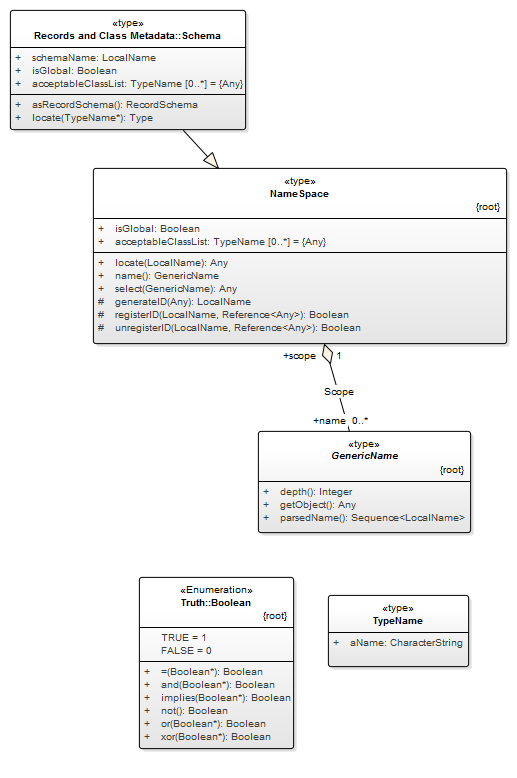 «type»
Records and Class Metadata::Schema
+ schemaName: LocalName
+ isGlobal: Boolean
+ acceptableClassList: TypeName [0..*] = {Any}
+ asRecordSchema(): RecordSchema
+ locate(TypeName*): Type
«type»
NameSpace
{root}
+ isGlobal: Boolean
+ acceptableClassList: TypeName [0..*] = {Any}
+ locate(LocalName): Any
+ name(): GenericName
+ select(GenericName): Any
# generateID(Any): LocalName
# registerID(LocalName, Reference<Any>): Boolean
# unregisterID(LocalName, Reference<Any>): Boolean
+scope 1
Scope
+name 0..*
«type»
GenericName
{root}
+ depth(): Integer
+ getObject(): Any
+ parsedName(): Sequence<LocalName>
«Enumeration»
Truth::Boolean
{root}
TRUE = 1
FALSE = 0
+ =(Boolean*): Boolean
+ and(Boolean*): Boolean
+ implies(Boolean*): Boolean
+ not(): Boolean
+ or(Boolean*): Boolean
+ xor(Boolean*): Boolean
«type»
TypeName
+ aName: CharacterString